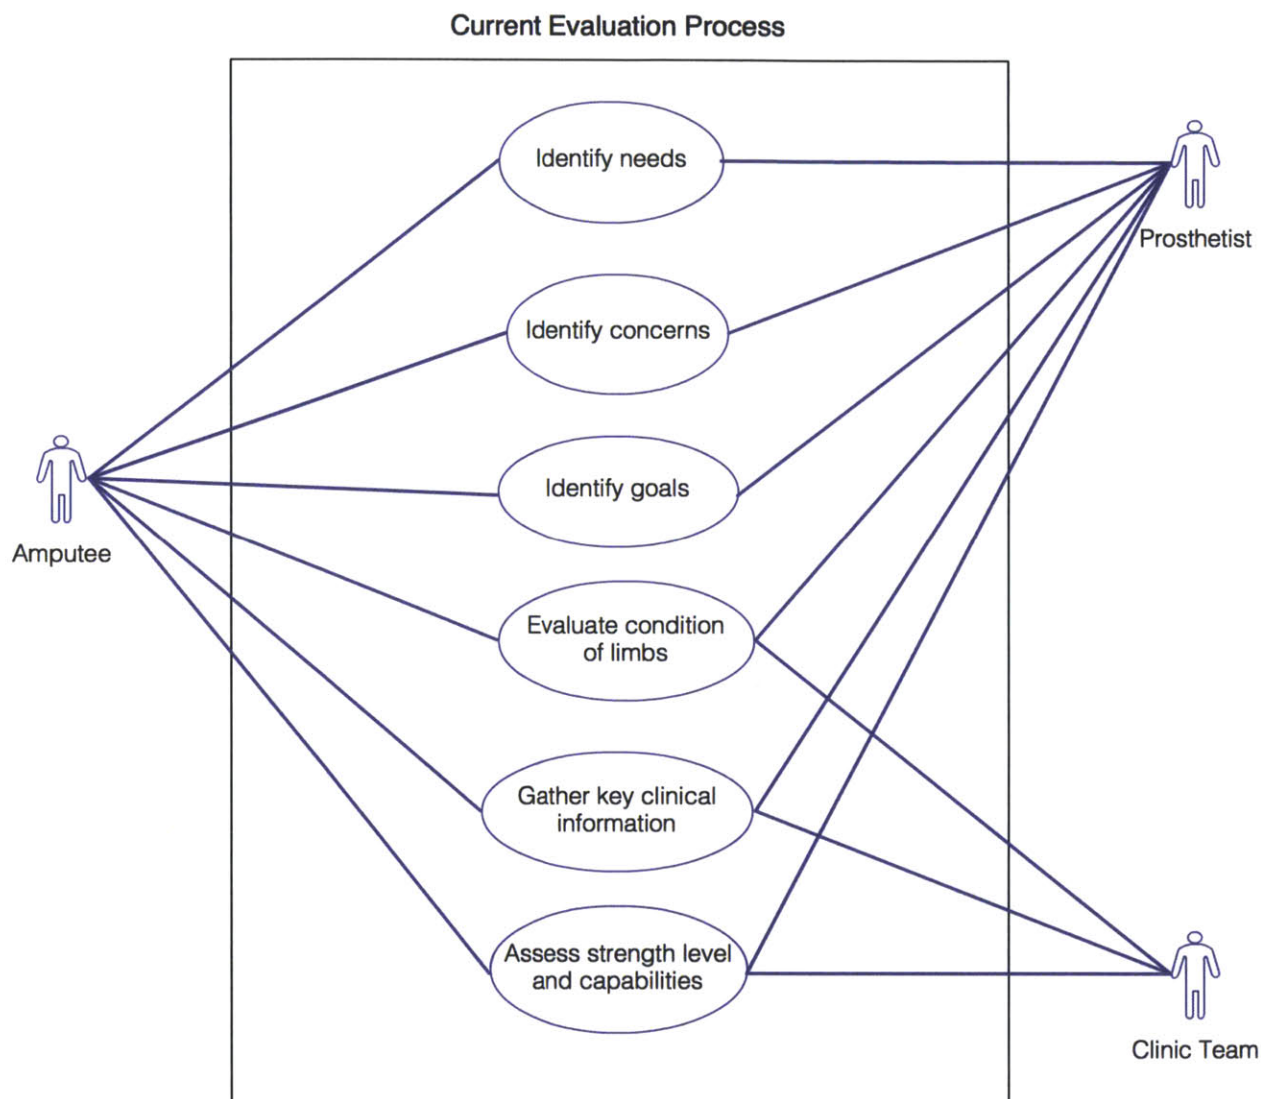 Current Evaluation Process
Identify needs
Prosthetist
Identify concerns
Identify goals
Amputee
Evaluate condition
of limbs
Gather key clinical
information
Assess strength level
and capabilities
Clinic Team